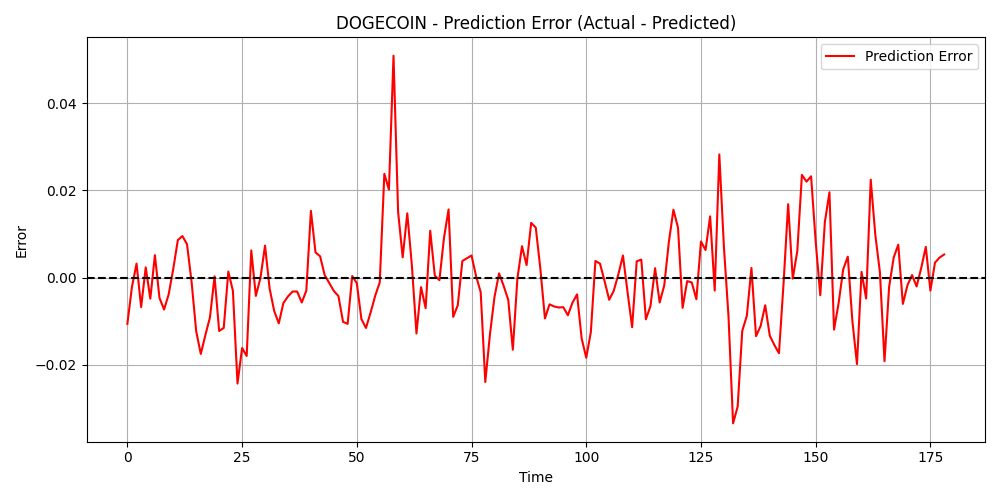 DOGECOIN - Prediction Error (Actual - Predicted)
Prediction Error
Error
0.04
0.02
0.00
−0.02
0 25 50 75 100 125 150 175
Time